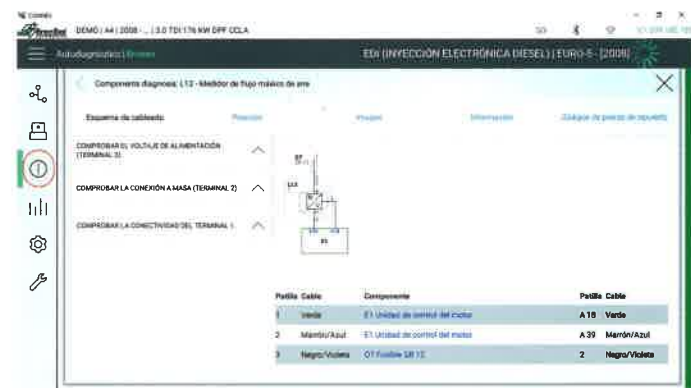 DEMO | A4 | 2008 - ... | 3.0 TDI 176 KW DPF CCLA
Autodiagnóstico | Errores
EDI (INYECCIÓN ELECTRÓNICA DIESEL) | EURO-5 - [2008]
Componente diagnosis: L12 - Medidor de flujo másico de aire
Esquema de cableado
Posición
Imagen
Información
Código de piezas de repuesto
COMPROBAR EL VOLTAJE DE ALIMENTACIÓN
(TERMINAL 3)
COMPROBAR LA CONEXIÓN A MASA (TERMINAL 2)
COMPROBAR LA CONECTIVIDAD DEL TERMINAL 1
Patilla Cable Componente Patilla Cable
1 Verde E1 Unidad de control del motor A 18 Verde
2 Marrón/Azul E1 Unidad de control del motor A 39 Marrón/Azul
3 Negro/Violeta 2 Negro/Violeta